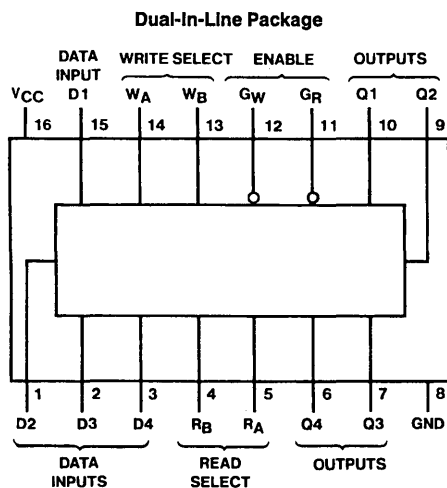 Dual-In-Line Package
DATA INPUT WRITE SELECT ENABLE OUTPUTS
VCC D1 WA WB GW GR Q1 Q2
16 15 14 13 12 11 10 9
1 2 3 4 5 6 7 8
D2 D3 D4 RB RA Q4 Q3 GND
DATA INPUTS READ SELECT OUTPUTS